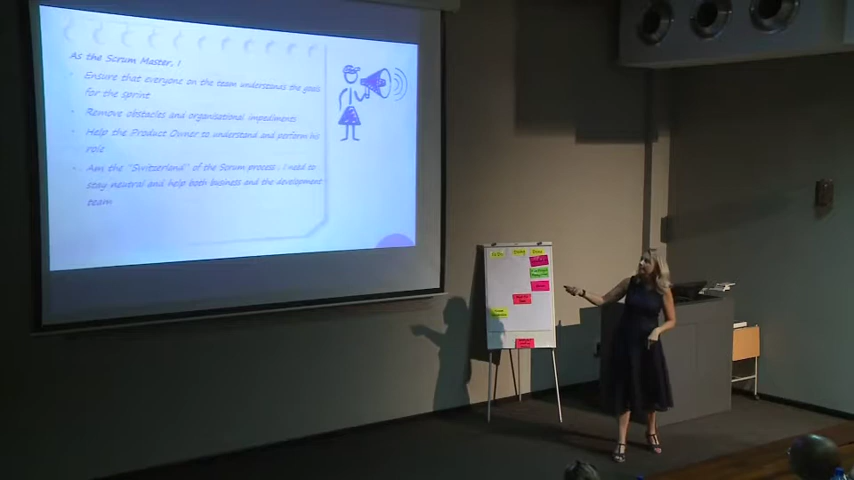 As the Scrum Master, I
- Ensure that everyone on the team understands the goals
for the sprint
- Remove obstacles and organisational impediments
- Help the Product Owner to understand and perform his
role
- Am the "Switzerland" of the Scrum process : I need to
stay neutral and help both business and the development
team